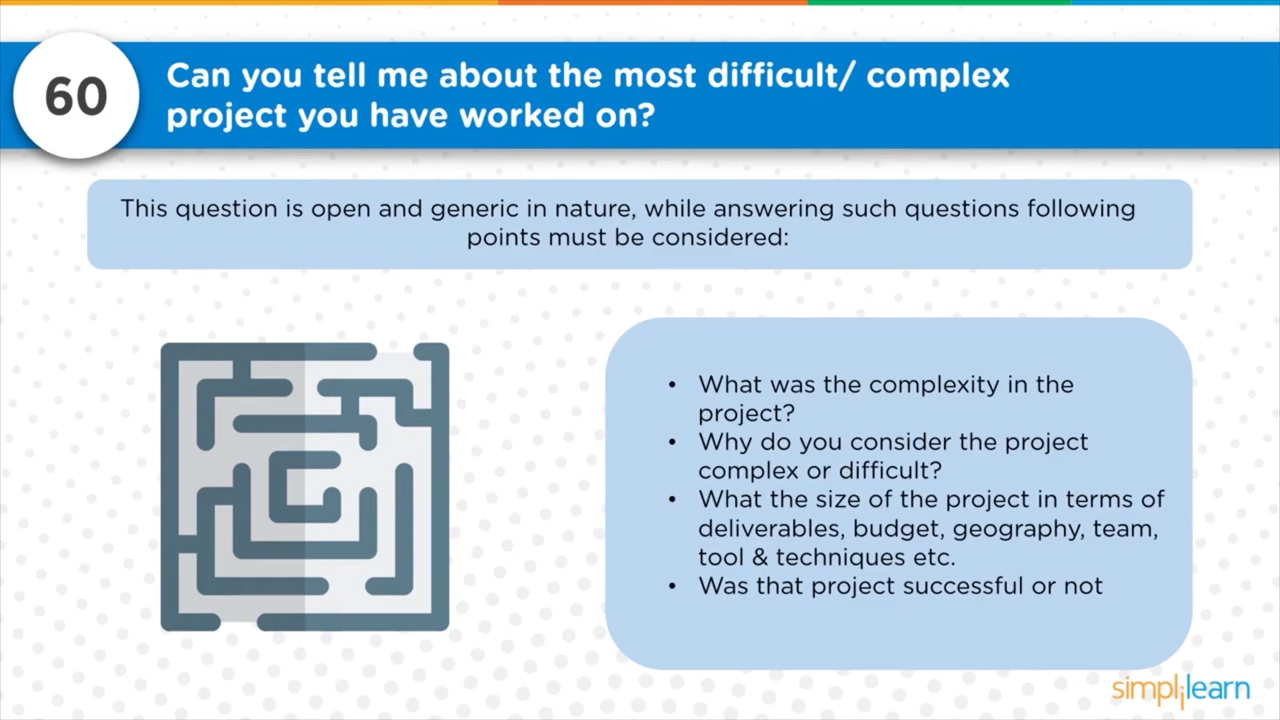 60
Can you tell me about the most difficult/ complex
project you have worked on?
This question is open and generic in nature, while answering such questions following
points must be considered:
• What was the complexity in the
project?
• Why do you consider the project
complex or difficult?
• What the size of the project in terms of
deliverables, budget, geography, team,
tool & techniques etc.
• Was that project successful or not
simplilearn